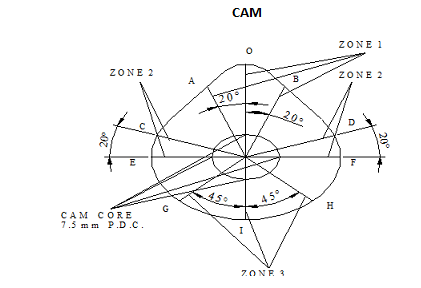 CAM
O
ZONE 1
ZONE 2
A
B
ZONE 2
20°
20°
C
D
20°
20°
E
F
CAM CORE
7.5 mm P.D.C.
G
45°
45°
H
I
ZONE 3